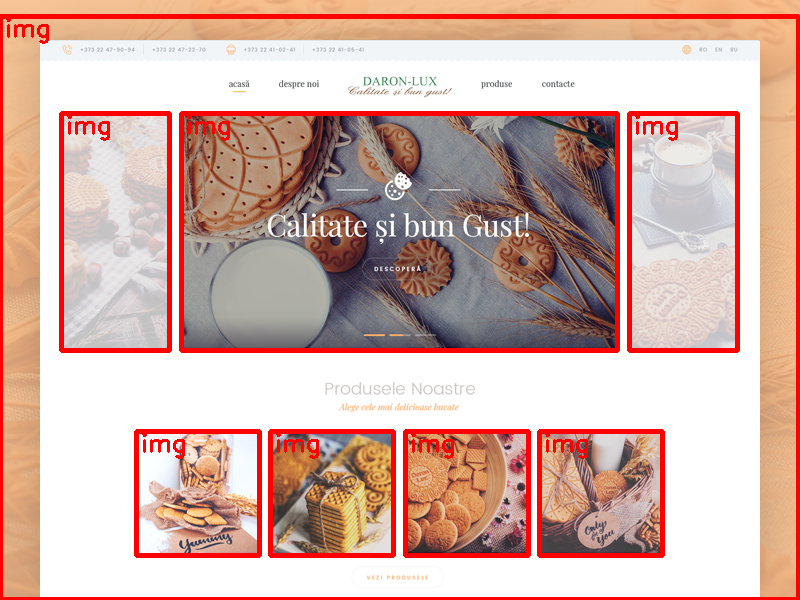 img
+373 22 47-90-94 +373 22 47-22-70 +373 22 41-02-41 +373 22 41-05-41 RO EN RU
acasă despre noi DARON-LUX produse contacte
Calitate și bun gust!
img img img
Calitate și bun Gust!
DESCOPERĂ
Produsele Noastre
Alege cele mai delicioase bucate
img img img img
Yummy
Only for You
VEZI PRODUSELE